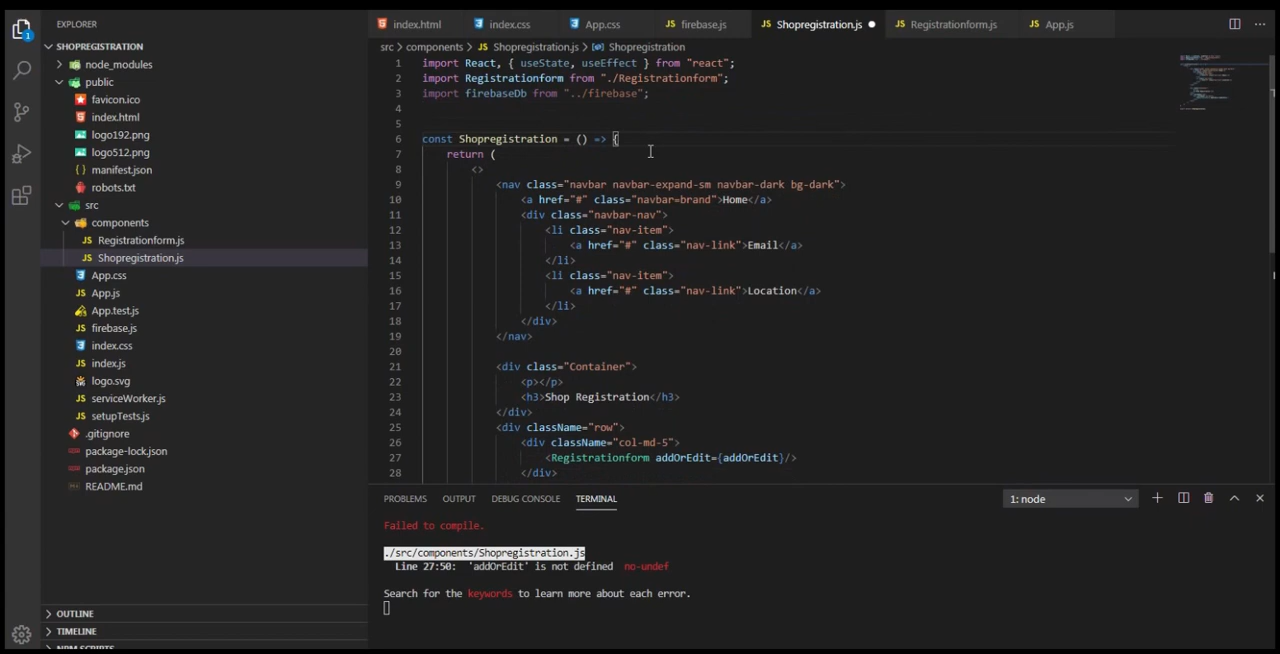 EXPLORER
index.html
index.css
App.css
firebase.js
Shopregistration.js
Registrationform.js
App.js
1
SHOPREGISTRATION
node_modules
public
favicon.ico
index.html
logo192.png
logo512.png
manifest.json
robots.txt
src
components
Registrationform.js
Shopregistration.js
App.css
App.js
App.test.js
firebase.js
index.css
index.js
logo.svg
serviceWorker.js
setupTests.js
.gitignore
package-lock.json
package.json
README.md
OUTLINE
TIMELINE
NPM SCRIPTS
src > components > JS Shopregistration.js > Shopregistration
1 import React, { useState, useEffect } from "react";
2 import Registrationform from "./Registrationform";
3 import firebaseDb from "../firebase";
4
5
6 const Shopregistration = () => {
7 return (
8 <>
9 <nav class="navbar navbar-expand-sm navbar-dark bg-dark">
10 <a href="#" class="navbar=brand">Home</a>
11 <div class="navbar-nav">
12 <li class="nav-item">
13 <a href="#" class="nav-link">Email</a>
14 </li>
15 <li class="nav-item">
16 <a href="#" class="nav-link">Location</a>
17 </li>
18 </div>
19 </nav>
20
21 <div class="Container">
22 <p></p>
23 <h3>Shop Registration</h3>
24 </div>
25 <div className="row">
26 <div className="col-md-5">
27 <Registrationform addOrEdit={addOrEdit}/>
28 </div>
PROBLEMS OUTPUT DEBUG CONSOLE TERMINAL 1: node
Failed to compile.
./src/components/Shopregistration.js
Line 27:50: 'addOrEdit' is not defined no-undef
Search for the keywords to learn more about each error.